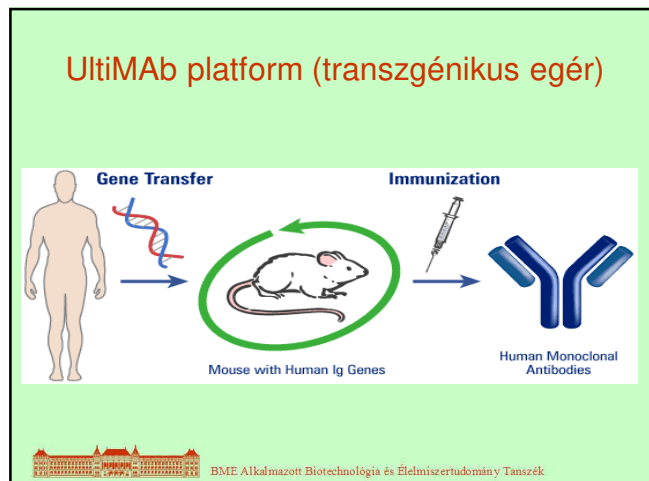 UltiMAb platform (transzgénikus egér)
Gene Transfer
Immunization
Mouse with Human Ig Genes
Human Monoclonal
Antibodies
BME Alkalmazott Biotechnológia és Élelmiszertudomány Tanszék